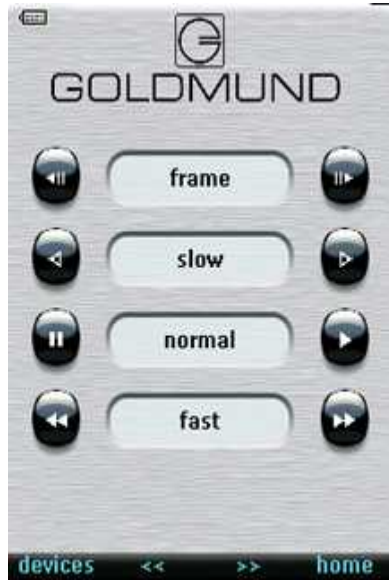 GOLDMUND
frame
slow
normal
fast
devices << >> home